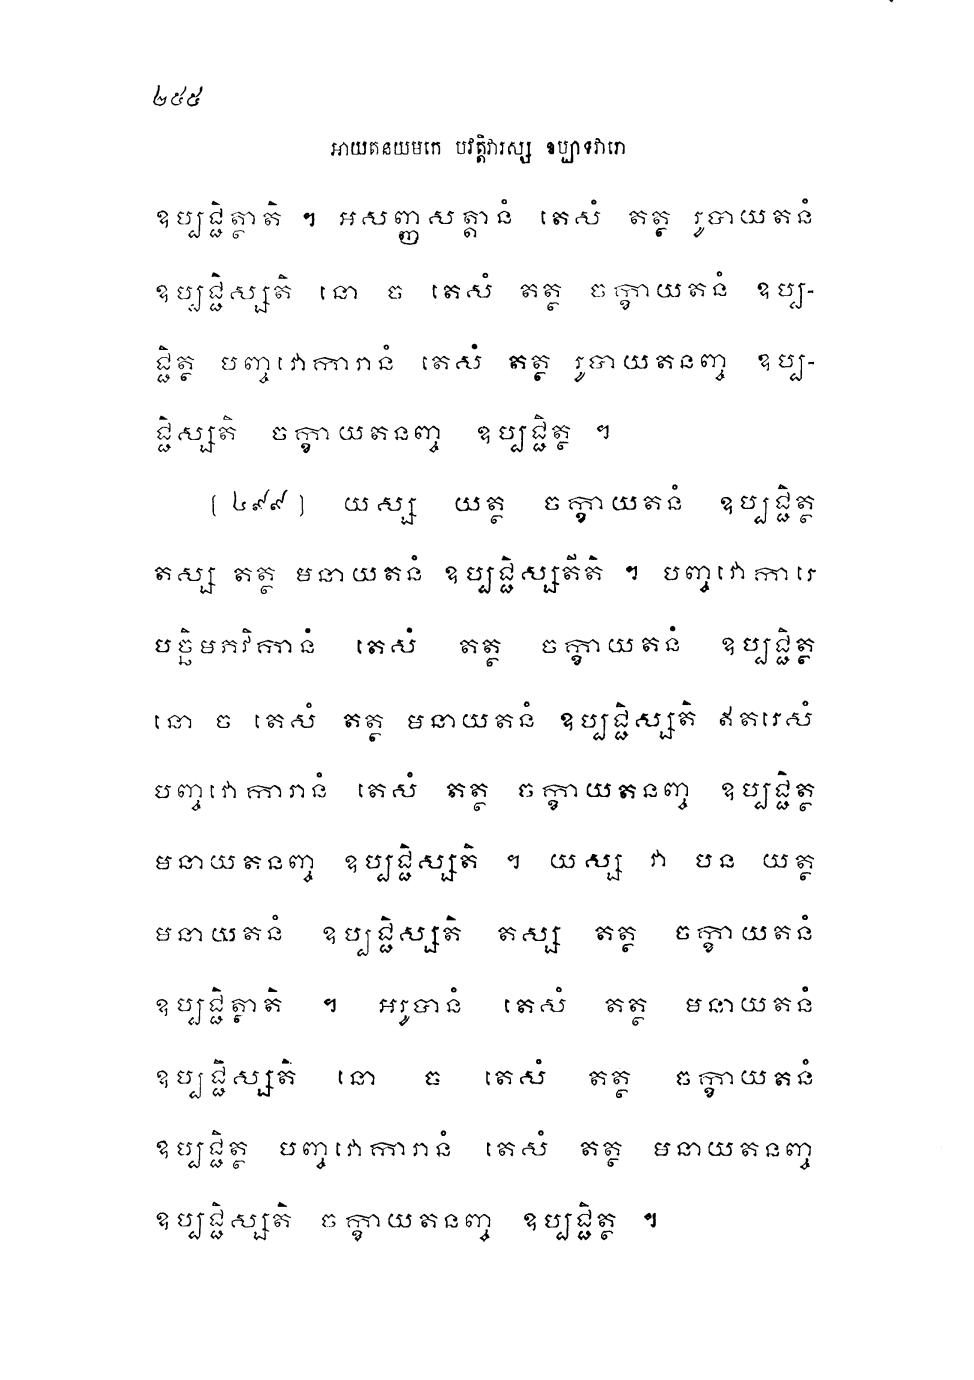 ២៤៥
អាយតនយមកេ បវត្តិវារស្ស ឧប្បាទវារោ
ឧប្បជ្ជិត្ថាតិ ។ អសញ្ញសត្តានំ តេសំ តត្ថ រូបាយតនំ
ឧប្បជ្ជិស្សតិ នោ ច តេសំ តត្ថ ចក្ខាយតនំ ឧប្ប-
ជ្ជិត្ថ បញ្ចវោការានំ តេសំ តត្ថ រូបាយតនញ្ច ឧប្ប-
ជ្ជិស្សតិ ចក្ខាយតនញ្ច ឧប្បជ្ជិត្ថ ។
(៤៩៩) យស្ស យត្ថ ចក្ខាយតនំ ឧប្បជ្ជិត្ថ
តស្ស តត្ថ មនាយតនំ ឧប្បជ្ជិស្សតីតិ ។ បញ្ចវោការេ
បច្ឆិមភវិកានំ តេសំ តត្ថ ចក្ខាយតនំ ឧប្បជ្ជិត្ថ
នោ ច តេសំ តត្ថ មនាយតនំ ឧប្បជ្ជិស្សតិ ឥតរេសំ
បញ្ចវោការានំ តេសំ តត្ថ ចក្ខាយតនញ្ច ឧប្បជ្ជិត្ថ
មនាយតនញ្ច ឧប្បជ្ជិស្សតិ ។ យស្ស វា បន យត្ថ
មនាយតនំ ឧប្បជ្ជិស្សតិ តស្ស តត្ថ ចក្ខាយតនំ
ឧប្បជ្ជិត្ថាតិ ។ អរូបានំ តេសំ តត្ថ មនាយតនំ
ឧប្បជ្ជិស្សតិ នោ ច តេសំ តត្ថ ចក្ខាយតនំ
ឧប្បជ្ជិត្ថ បញ្ចវោការានំ តេសំ តត្ថ មនាយតនញ្ច
ឧប្បជ្ជិស្សតិ ចក្ខាយតនញ្ច ឧប្បជ្ជិត្ថ ។